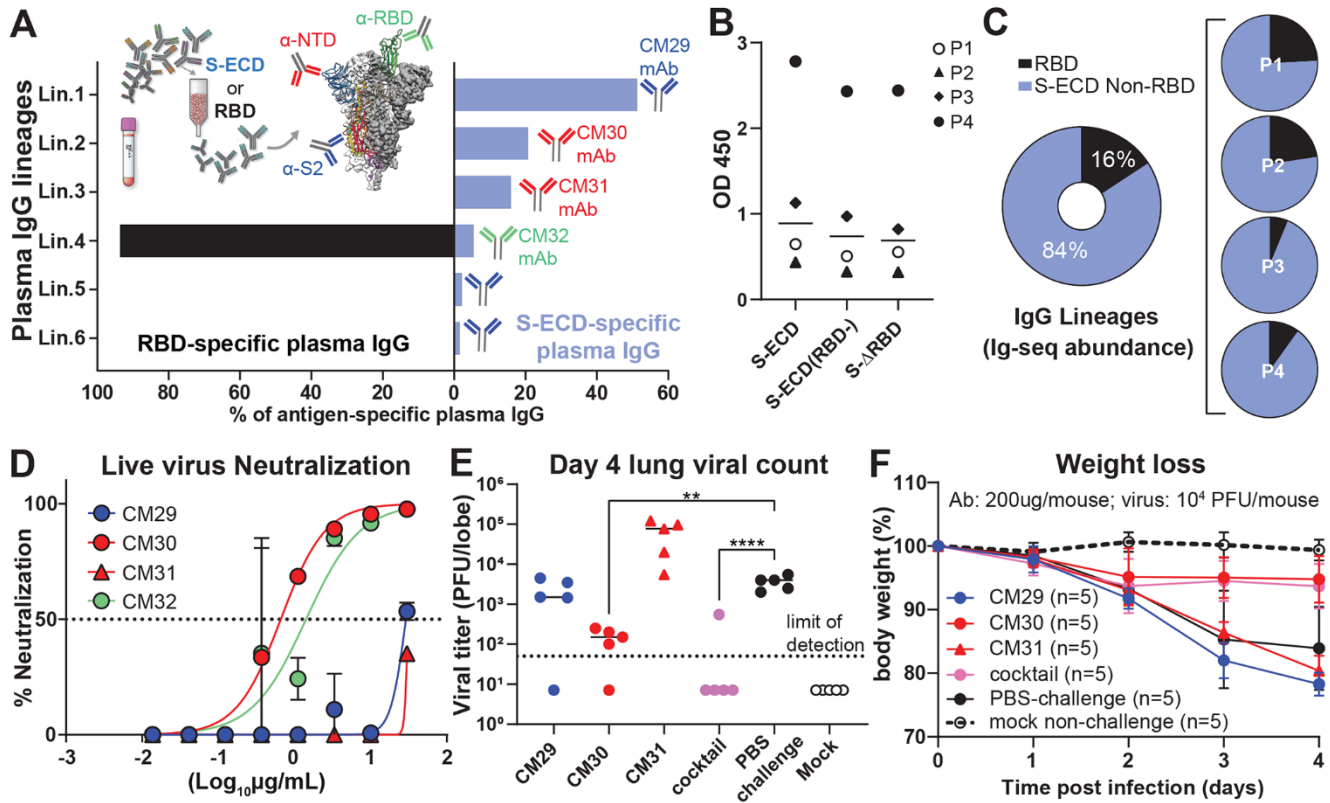 A
S-ECD
or
RBD
α-NTD
α-RBD
α-S2
Plasma IgG lineages
Lin.1
Lin.2
Lin.3
Lin.4
Lin.5
Lin.6
CM29
mAb
CM30
mAb
CM31
mAb
CM32
mAb
RBD-specific plasma IgG
S-ECD-specific
plasma IgG
100 80 60 40 20 0 20 40 60
% of antigen-specific plasma IgG
B
OD 450
3
2
1
0
P1
P2
P3
P4
S-ECD
S-ECD(RBD-)
S-ΔRBD
C
RBD
S-ECD Non-RBD
16%
84%
IgG Lineages
(Ig-seq abundance)
P1
P2
P3
P4
D Live virus Neutralization
% Neutralization
100
50
0
CM29
CM30
CM31
CM32
-3 -2 -1 0 1 2
(Log10µg/mL)
E Day 4 lung viral count
Viral titer (PFU/lobe)
10⁶
10⁵
10⁴
10³
10²
10¹
10⁰
**
****
limit of
detection
CM29
CM30
CM31
cocktail
PBS
challenge
Mock
F Weight loss
Ab: 200ug/mouse; virus: 10⁴ PFU/mouse
body weight (%)
110
100
90
80
70
CM29 (n=5)
CM30 (n=5)
CM31 (n=5)
cocktail (n=5)
PBS-challenge (n=5)
mock non-challenge (n=5)
0 1 2 3 4
Time post infection (days)